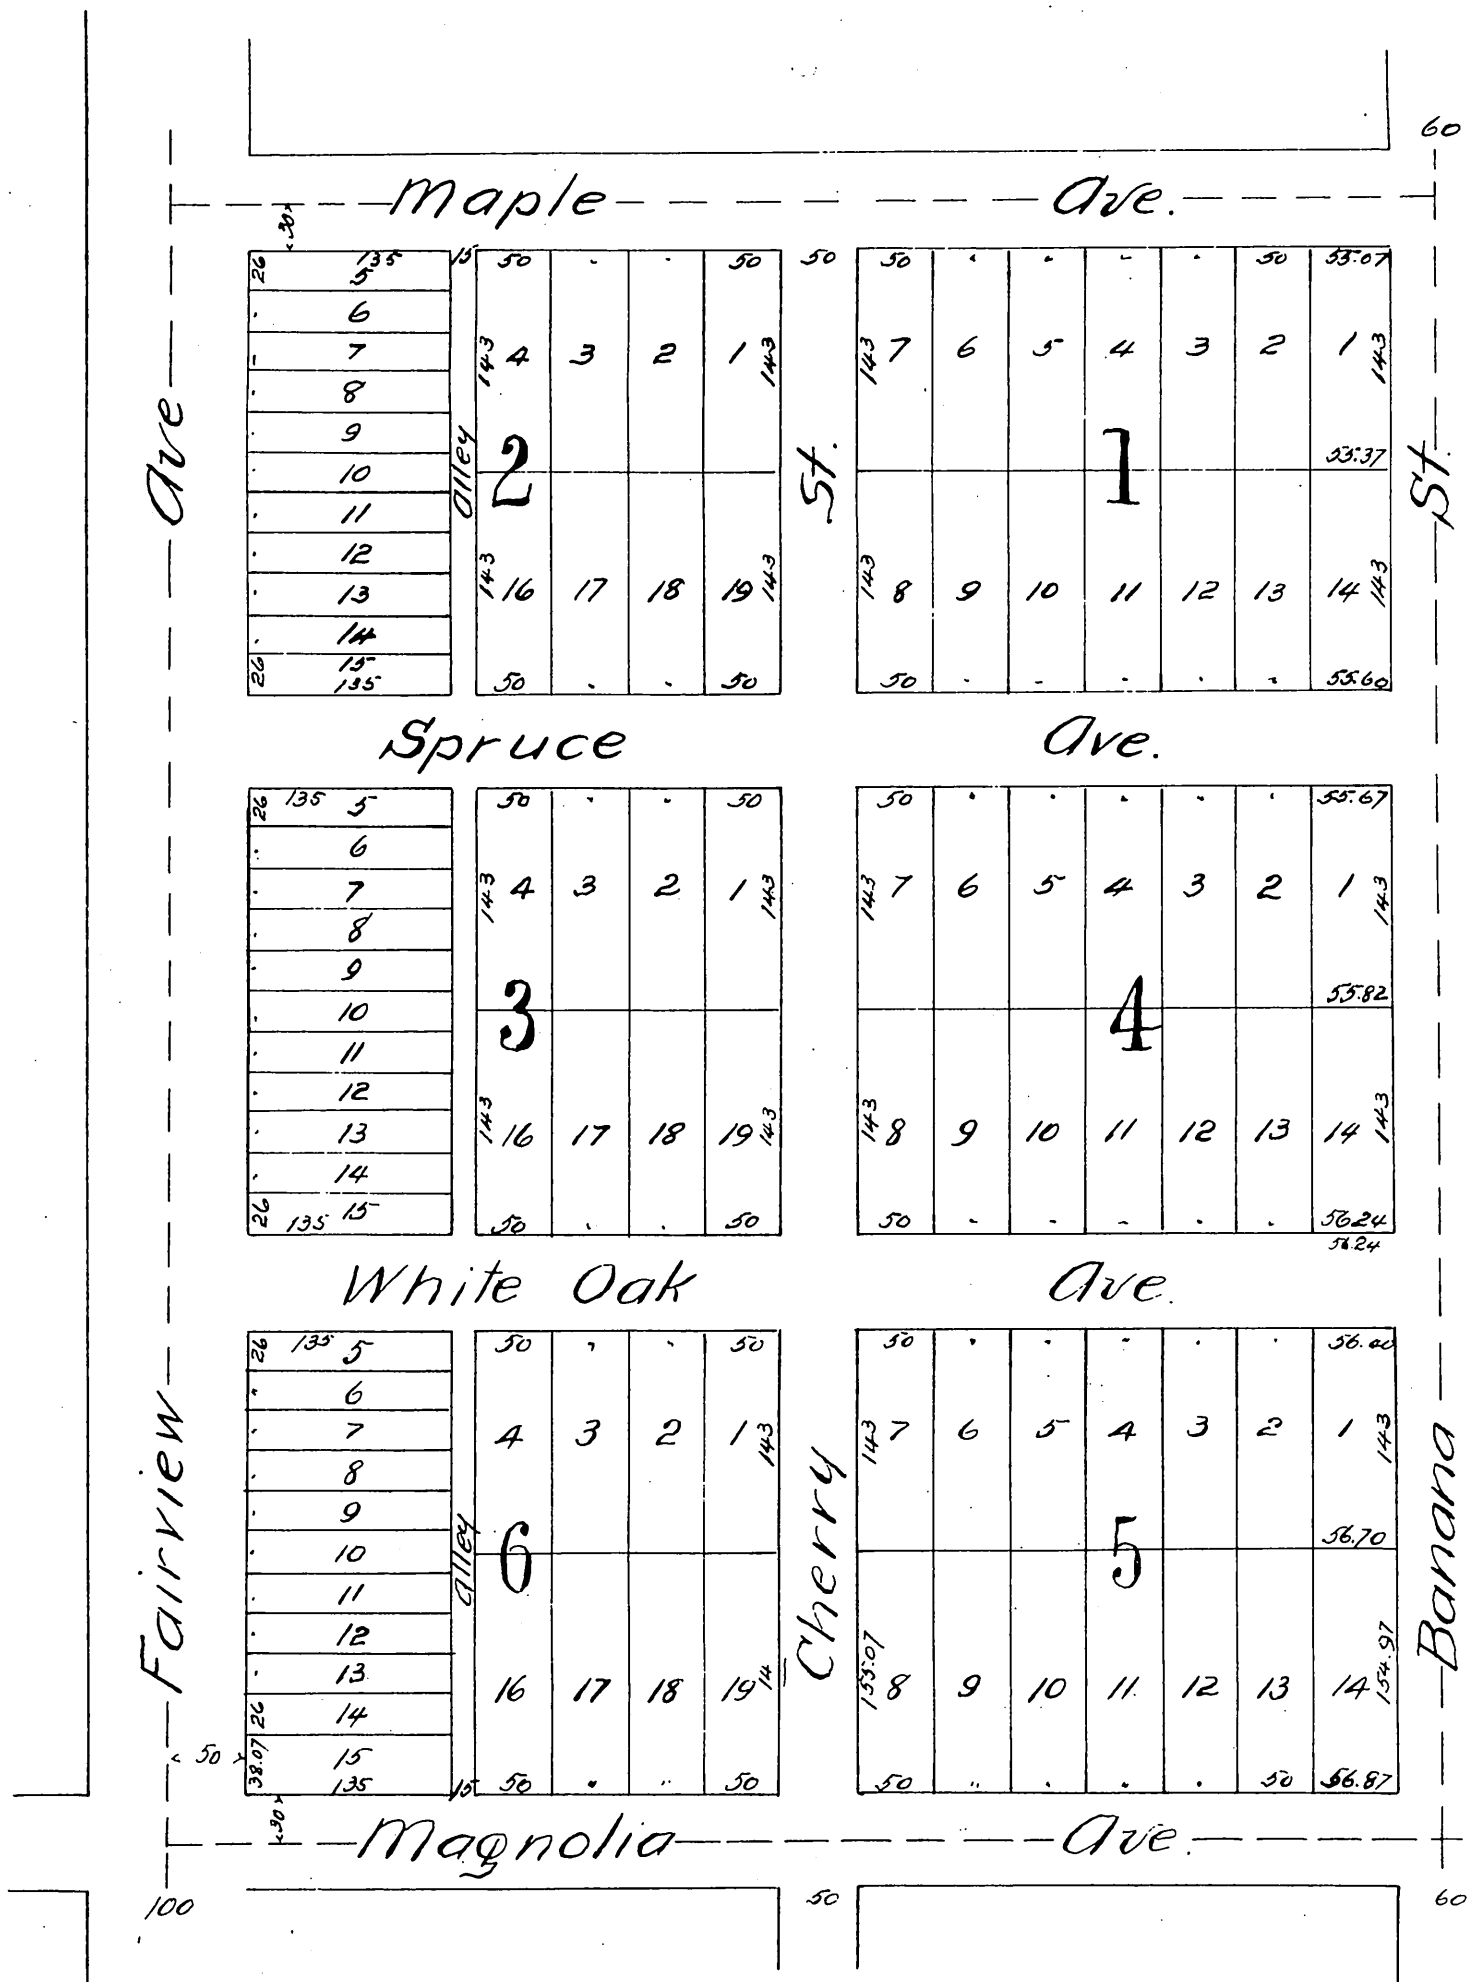 60
Maple Ave.
30
26 135 15 50 . . 50 50 50 . . . . 50 55.07
5
6
7 143 4 3 2 1 143 143 7 6 5 4 3 2 1 143
8
9
10 alley 2 St. 1 55.37
11
12
13 143 16 17 18 19 143 143 8 9 10 11 12 13 14 143
14
15
26 135 50 . . 50 50 . . . . . 55.60
Ave
St.
Spruce Ave.
26 135 5 50 . . 50 50 . . . . . 55.67
6
7 143 4 3 2 1 143 143 7 6 5 4 3 2 1 143
8
9
10 3 4 55.82
11
12
13 143 16 17 18 19 143 143 8 9 10 11 12 13 14 143
14
26 135 15 50 . . 50 50 . . . . . 56.24
56.24
White Oak Ave.
26 135 5 50 . . 50 50 . . . . . 56.60
6
7 4 3 2 1 143 143 7 6 5 4 3 2 1 143
8
9
10 alley 6 5 56.70
11
12
13
26 14 16 17 18 19 14 155.07 8 9 10 11 12 13 14 154.97
50 38.07 15
135 15 50 . " 50 50 " . . . 50 56.87
Fairview
Cherry
Banana
30
Magnolia Ave.
100 50 60